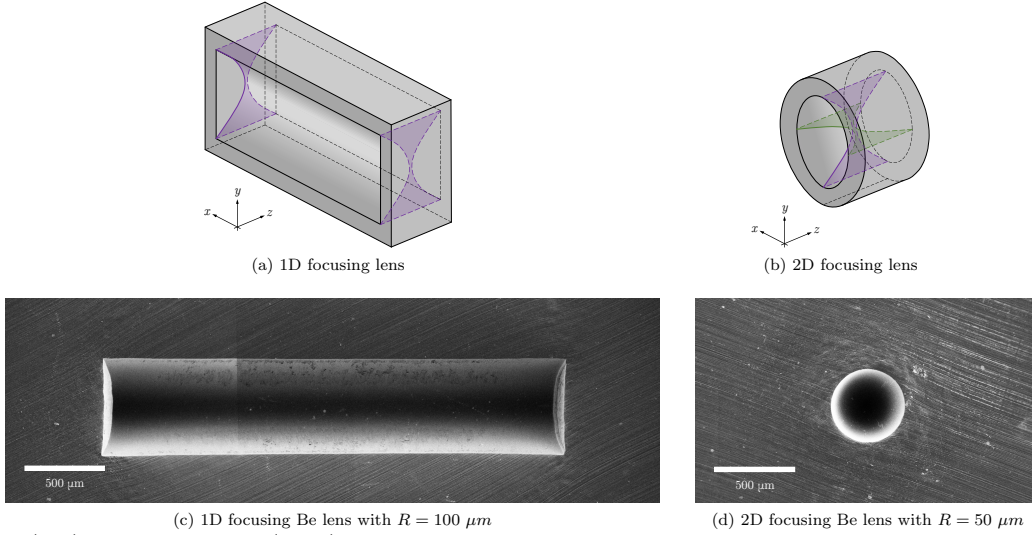 y
x
z
y
x
z
(a) 1D focusing lens
(b) 2D focusing lens
500 µm
500 µm
(c) 1D focusing Be lens with R = 100 µm
(d) 2D focusing Be lens with R = 50 µm